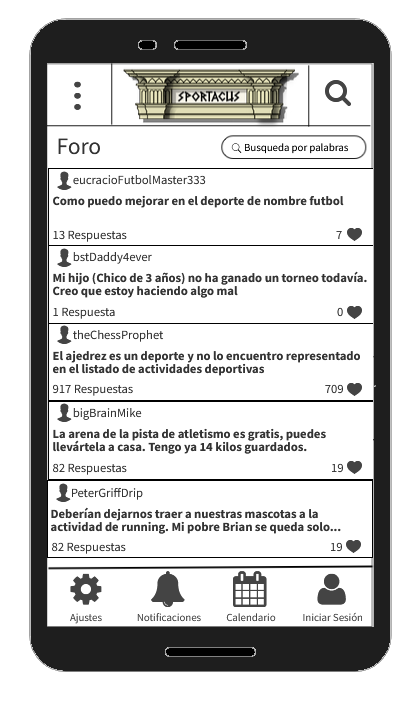 SPORTACUS
Foro
Busqueda por palabras
eucracioFutbolMaster333
Como puedo mejorar en el deporte de nombre futbol
13 Respuestas 7
bstDaddy4ever
Mi hijo (Chico de 3 años) no ha ganado un torneo todavía.
Creo que estoy haciendo algo mal
1 Respuesta 0
theChessProphet
El ajedrez es un deporte y no lo encuentro representado
en el listado de actividades deportivas
917 Respuestas 709
bigBrainMike
La arena de la pista de atletismo es gratis, puedes
llevártela a casa. Tengo ya 14 kilos guardados.
82 Respuestas 19
PeterGriffDrip
Deberían dejarnos traer a nuestras mascotas a la
actividad de running. Mi pobre Brian se queda solo...
82 Respuestas 19
Ajustes Notificaciones Calendario Iniciar Sesión